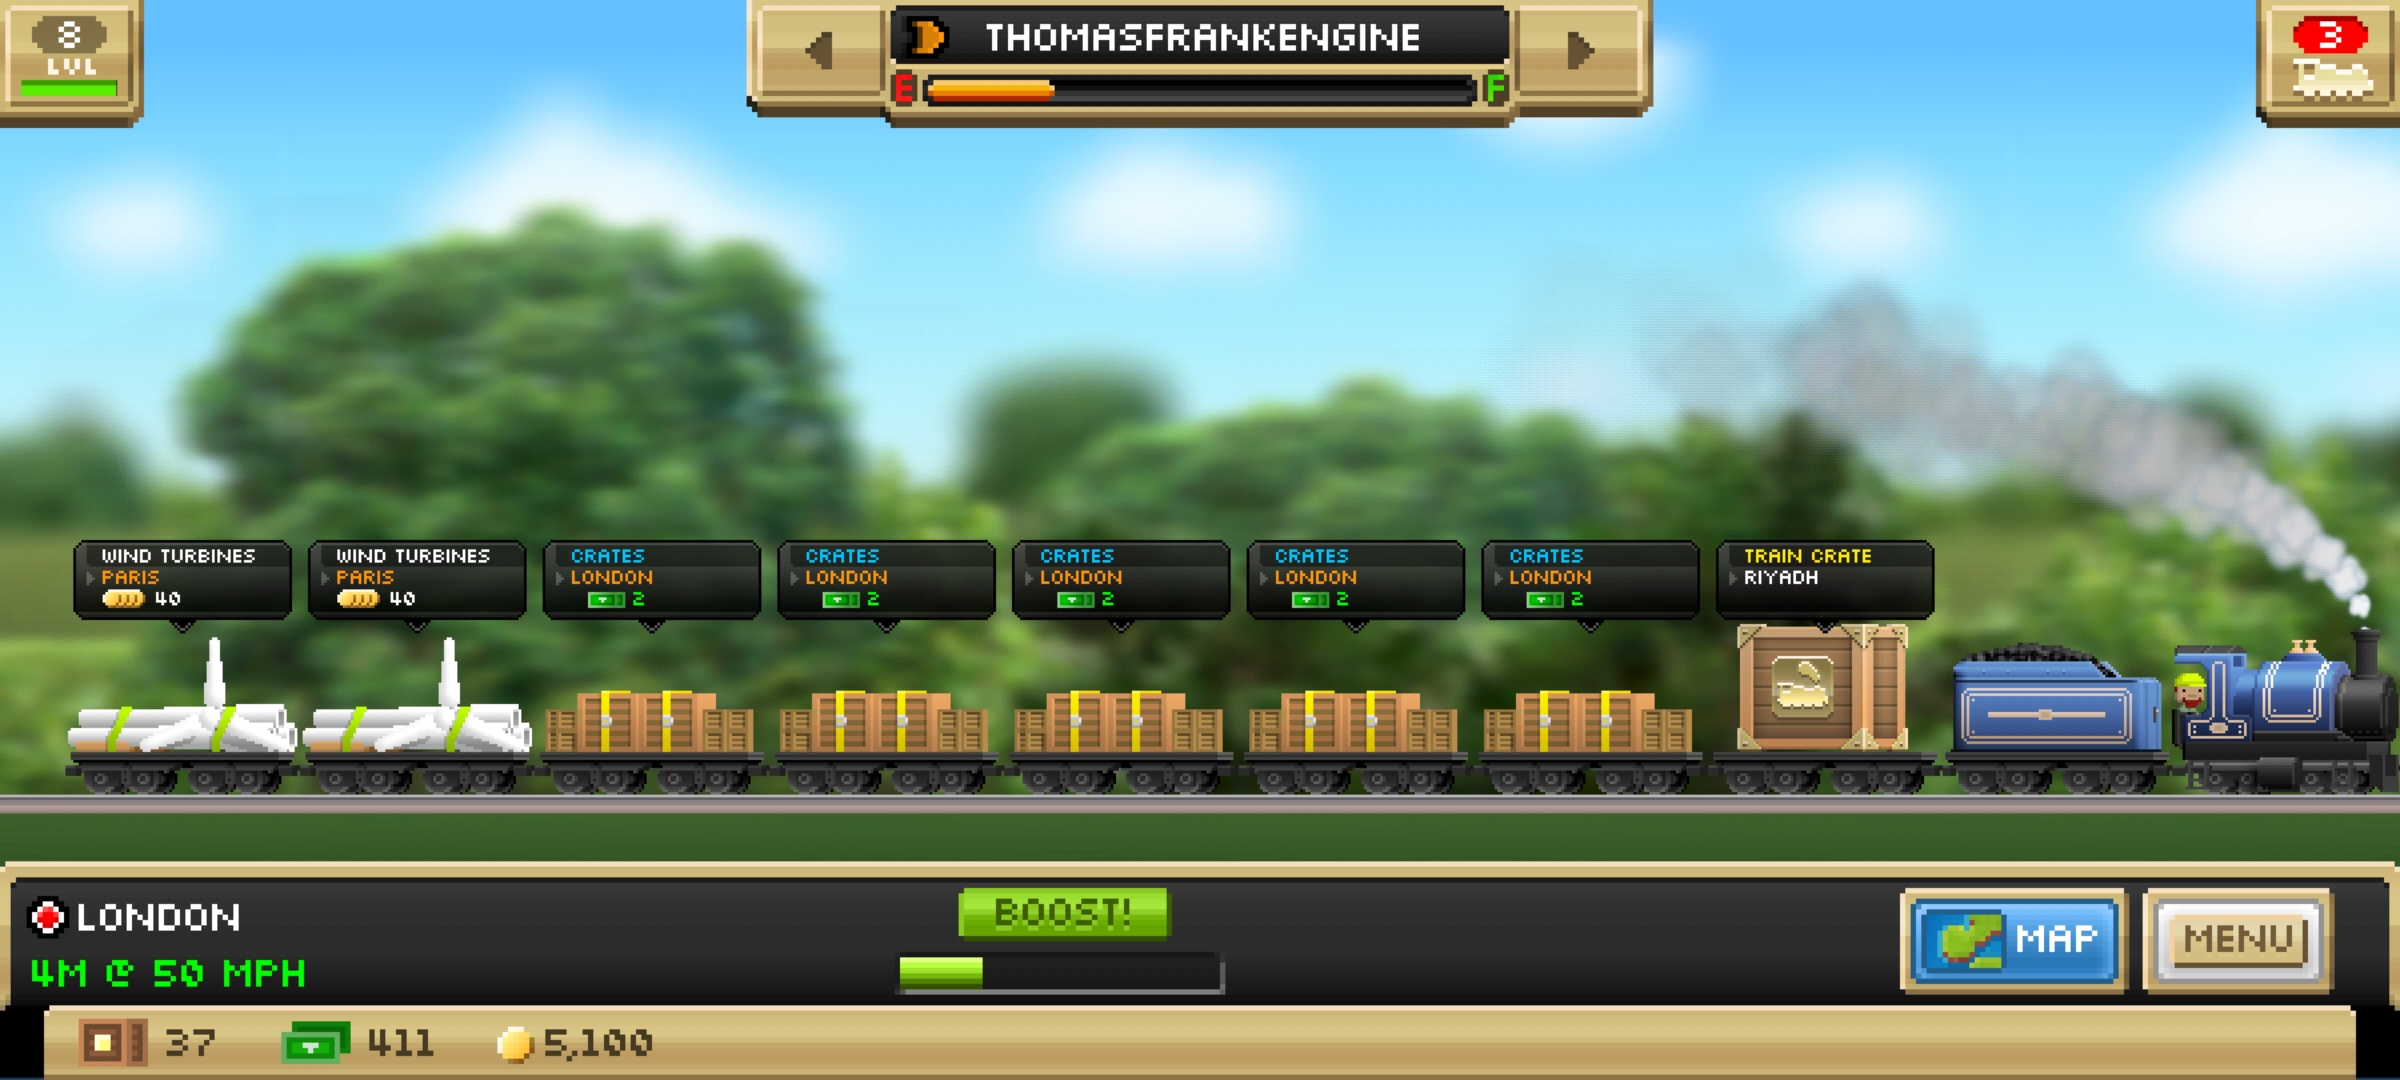 8
LVL
THOMASFRANKENGINE
E F
3
WIND TURBINES
PARIS
40
WIND TURBINES
PARIS
40
CRATES
LONDON
2
CRATES
LONDON
2
CRATES
LONDON
2
CRATES
LONDON
2
CRATES
LONDON
2
TRAIN CRATE
RIYADH
LONDON
4M @ 50 MPH
BOOST!
MAP
MENU
37
411
5,100